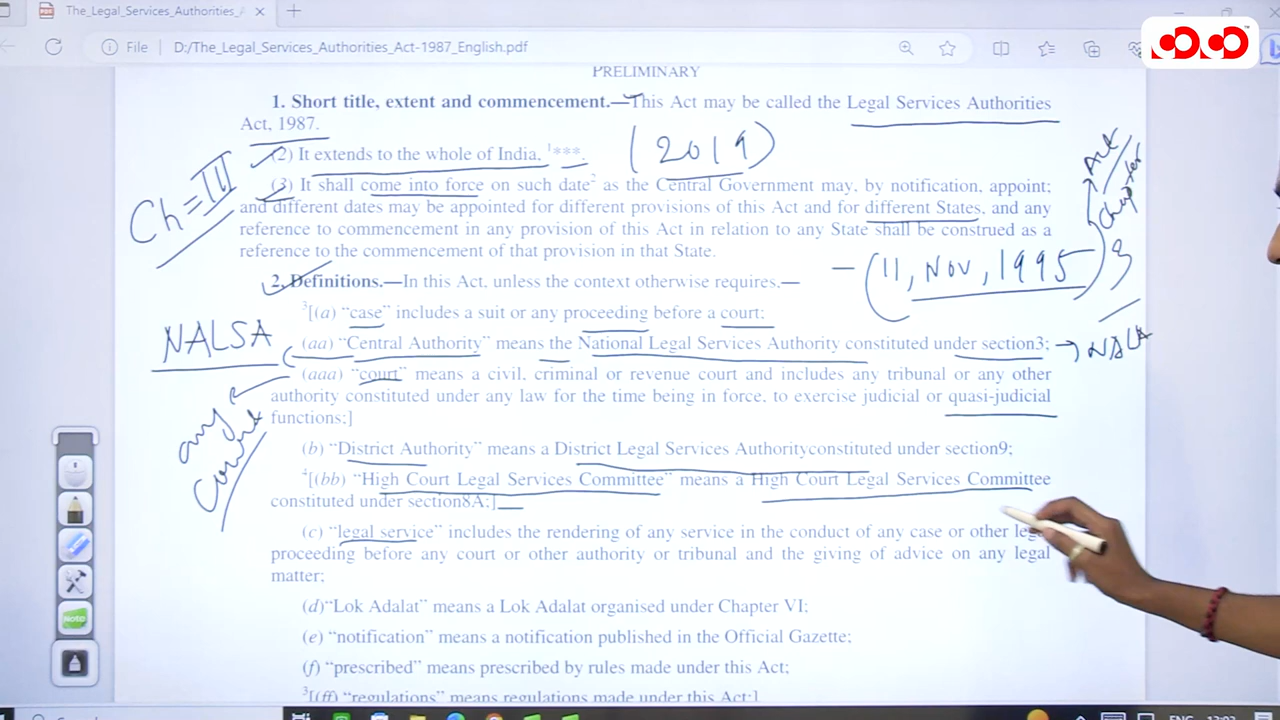 The_Legal_Services_Authorities_A
File D:/The_Legal_Services_Authorities_Act-1987_English.pdf
PRELIMINARY
1. Short title, extent and commencement.—This Act may be called the Legal Services Authorities
Act, 1987.
(2) It extends to the whole of India, 1***.
(2019)
(3) It shall come into force on such date2 as the Central Government may, by notification, appoint;
and different dates may be appointed for different provisions of this Act and for different States, and any
reference to commencement in any provision of this Act in relation to any State shall be construed as a
reference to the commencement of that provision in that State.
Ch = III
Act
Chapter
3
— (11, Nov, 1995)
2. Definitions.—In this Act, unless the context otherwise requires.—
3[(a) “case” includes a suit or any proceeding before a court;
NALSA
(aa) “Central Authority” means the National Legal Services Authority constituted under section3;
(aaa) “court” means a civil, criminal or revenue court and includes any tribunal or any other
authority constituted under any law for the time being in force, to exercise judicial or quasi-judicial
functions;]
any
(b) “District Authority” means a District Legal Services Authorityconstituted under section9;
4[(bb) “High Court Legal Services Committee” means a High Court Legal Services Committee
constituted under section8A;]
(c) “legal service” includes the rendering of any service in the conduct of any case or other legal
proceeding before any court or other authority or tribunal and the giving of advice on any legal
matter;
(d)“Lok Adalat” means a Lok Adalat organised under Chapter VI;
(e) “notification” means a notification published in the Official Gazette;
(f) “prescribed” means prescribed by rules made under this Act;
3[(ff) “regulations” means regulations made under this Act;]
Note